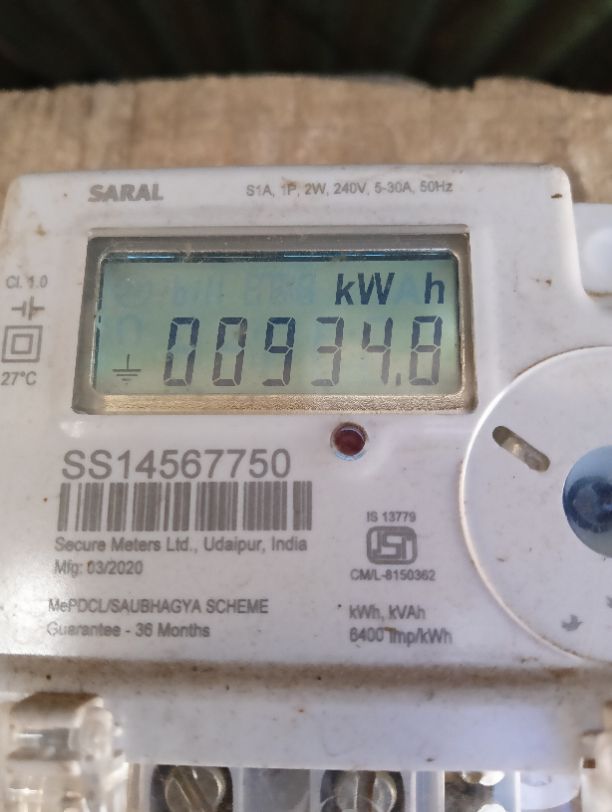 SARAL
S1A, 1P, 2W, 240V, 5-30A, 50Hz
Cl. 1.0
27°C
kWh
00934.8
SS14567750
Secure Meters Ltd., Udaipur, India
Mfg: 03/2020
IS 13779
CM/L-8150362
MePDCL/SAUBHAGYA SCHEME
Guarantee - 36 Months
kWh, kVAh
6400 Imp/kWh